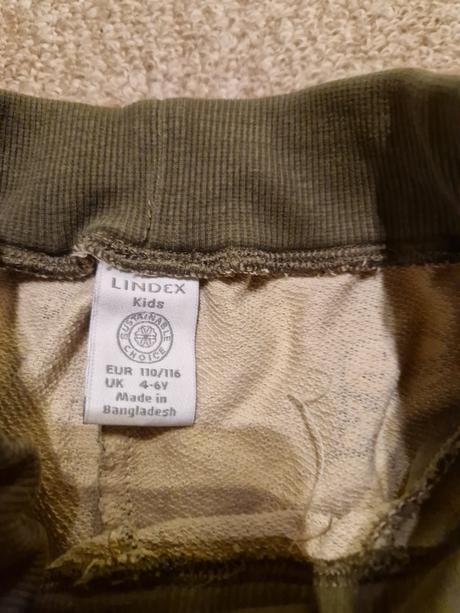 LINDEX
Kids
SUSTAINABLE
CHOICE
EUR 110/116
UK 4-6Y
Made in
Bangladesh